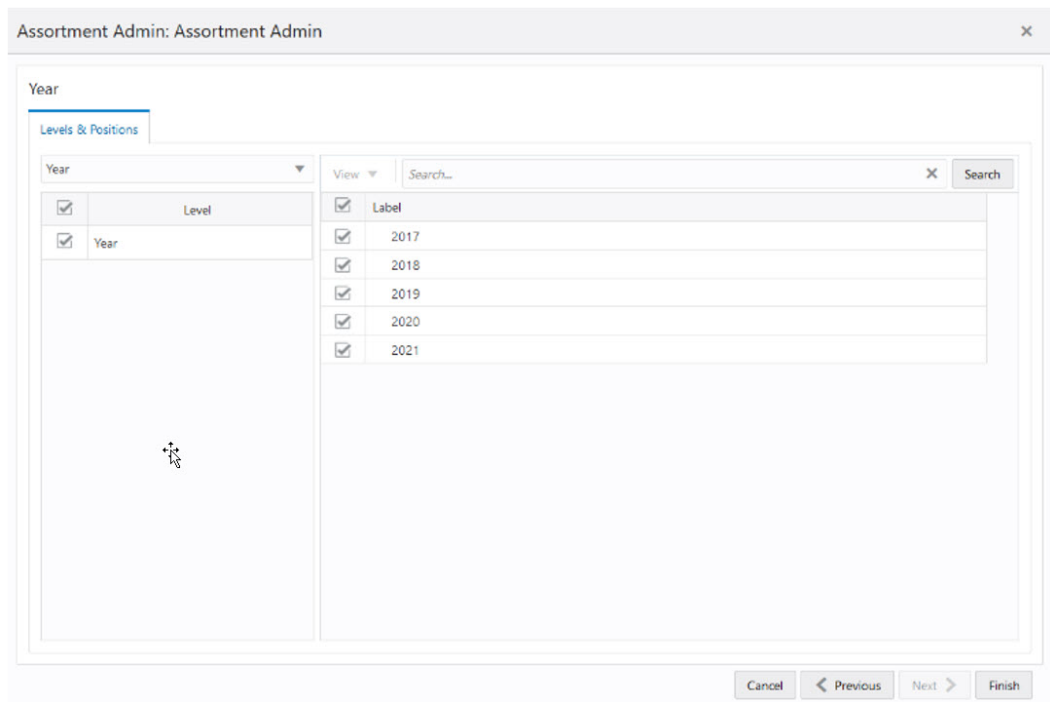 Assortment Admin: Assortment Admin
Year
Levels & Positions
Year
View
Search...
Search
Level
Year
Label
2017
2018
2019
2020
2021
Cancel
Previous
Next
Finish